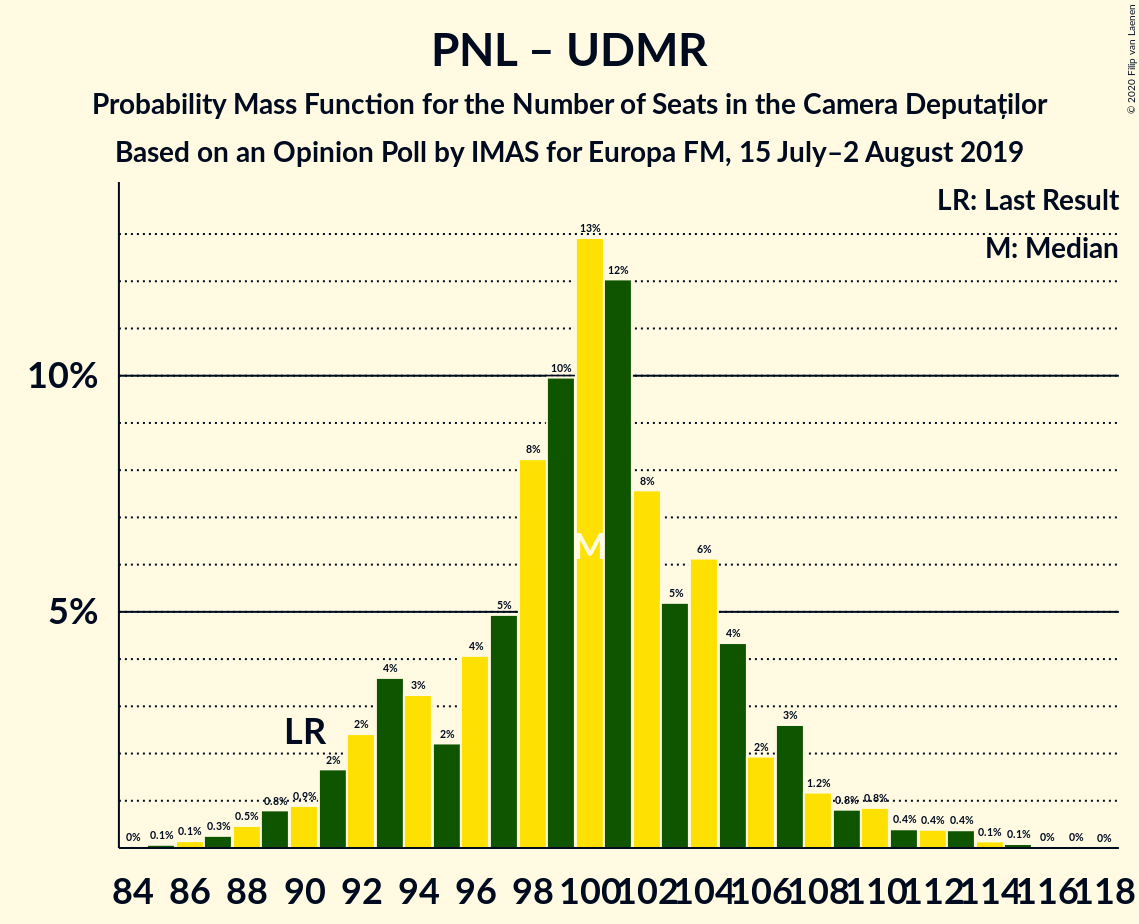 PNL – UDMR
Probability Mass Function for the Number of Seats in the Camera Deputaților
Based on an Opinion Poll by IMAS for Europa FM, 15 July–2 August 2019
© 2020 Filip van Laenen
LR: Last Result
M: Median
10%
5%
0% 0.1% 0.1% 0.3% 0.5% 0.8% 0.9% 2% 2% 4% 3% 2% 4% 5% 8% 10% 13% 12% 8% 5% 6% 4% 2% 3% 1.2% 0.8% 0.8% 0.4% 0.4% 0.4% 0.1% 0.1% 0% 0% 0%
LR
M
84 86 88 90 92 94 96 98 100 102 104 106 108 110 112 114 116 118